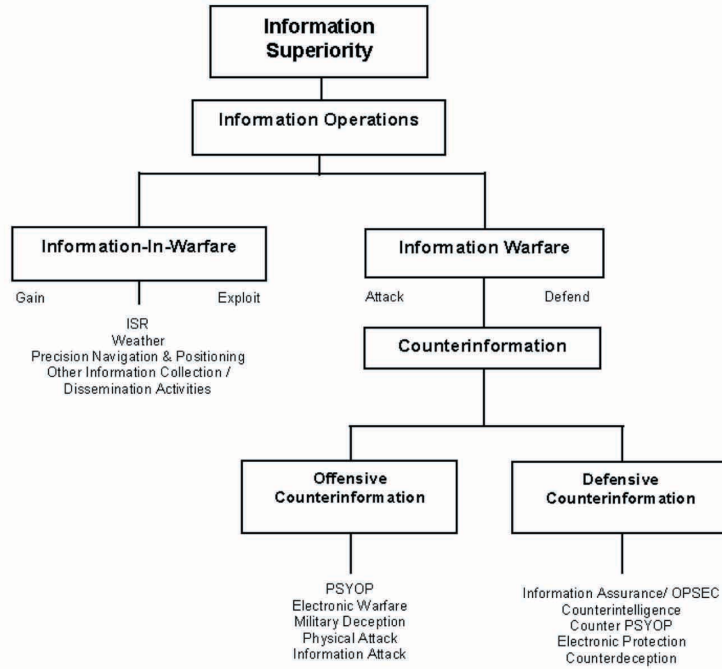 Information
Superiority
Information Operations
Information-In-Warfare
Information Warfare
Gain
Exploit
Attack
Defend
ISR
Weather
Precision Navigation & Positioning
Other Information Collection /
Dissemination Activities
Counterinformation
Offensive
Counterinformation
Defensive
Counterinformation
PSYOP
Electronic Warfare
Military Deception
Physical Attack
Information Attack
Information Assurance/ OPSEC
Counterintelligence
Counter PSYOP
Electronic Protection
Counterdeception